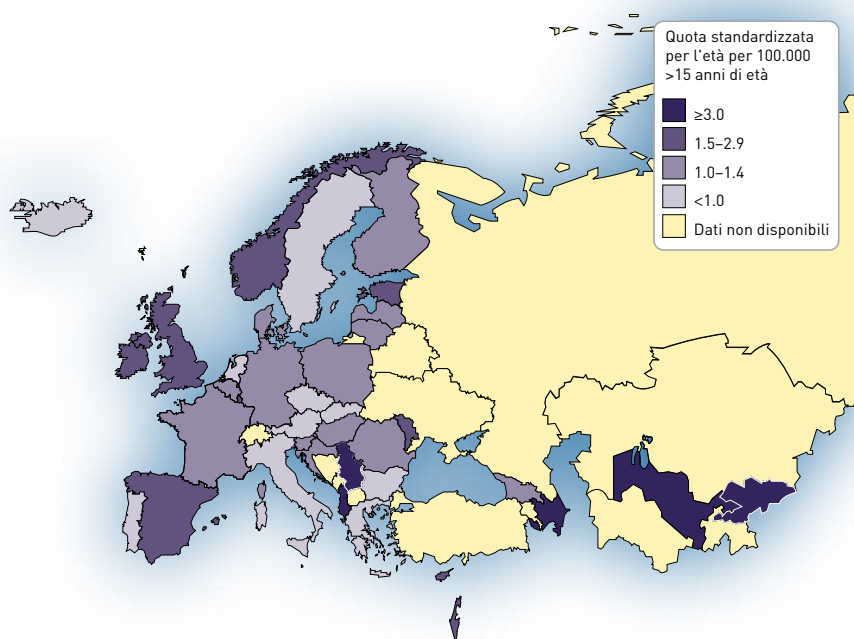 Quota standardizzata
per l'età per 100.000
>15 anni di età
≥3.0
1.5–2.9
1.0–1.4
<1.0
Dati non disponibili